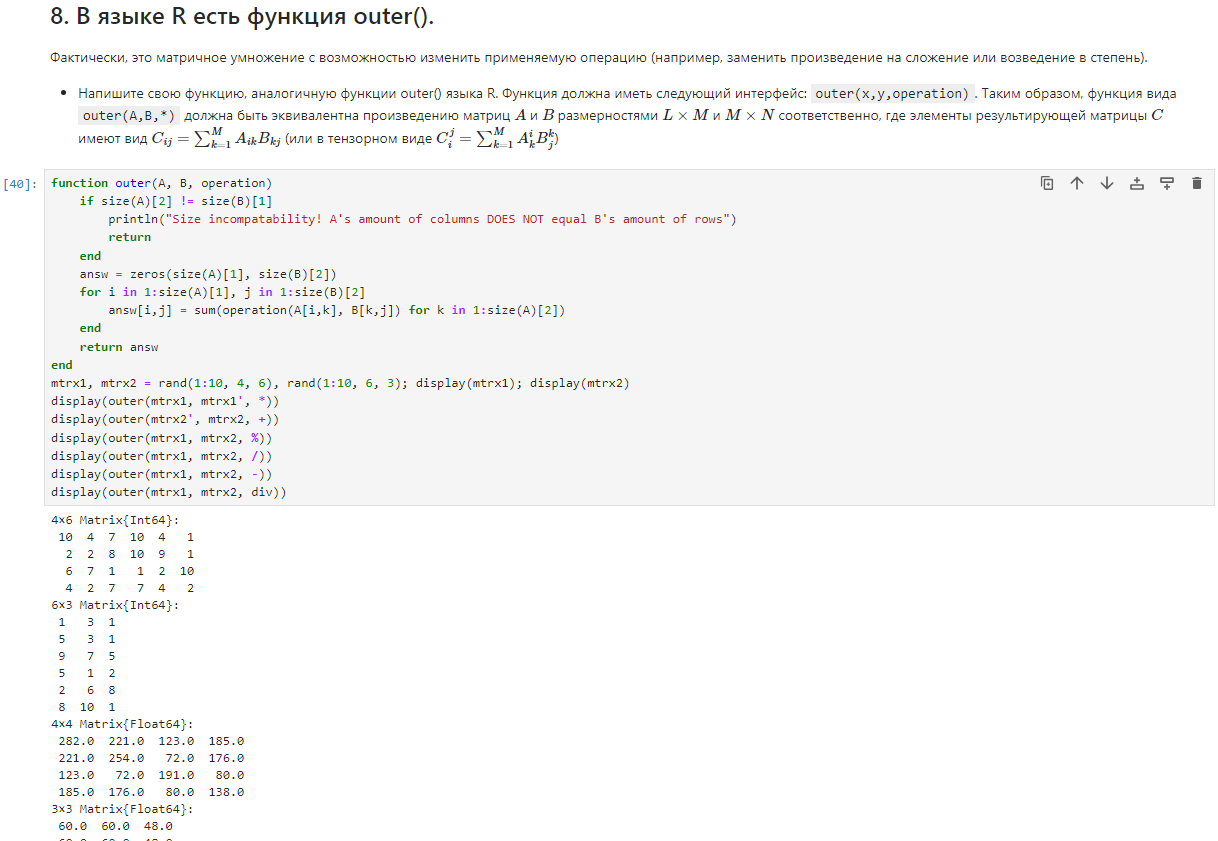 8. В языке R есть функция outer().
Фактически, это матричное умножение с возможностью изменить применяемую операцию (например, заменить произведение на сложение или возведение в степень).
• Напишите свою функцию, аналогичную функции outer() языка R. Функция должна иметь следующий интерфейс: outer(x,y,operation) . Таким образом, функция вида
outer(A,B,*) должна быть эквивалентна произведению матриц A и B размерностями L × M и M × N соответственно, где элементы результирующей матрицы C
имеют вид C_{ij} = ∑_{k=1}^{M} A_{ik}B_{kj} (или в тензорном виде C_i^j = ∑_{k=1}^{M} A_k^i B_j^k)
[40]: function outer(A, B, operation)
    if size(A)[2] != size(B)[1]
        println("Size incompatability! A's amount of columns DOES NOT equal B's amount of rows")
        return
    end
    answ = zeros(size(A)[1], size(B)[2])
    for i in 1:size(A)[1], j in 1:size(B)[2]
        answ[i,j] = sum(operation(A[i,k], B[k,j]) for k in 1:size(A)[2])
    end
    return answ
end
mtrx1, mtrx2 = rand(1:10, 4, 6), rand(1:10, 6, 3); display(mtrx1); display(mtrx2)
display(outer(mtrx1, mtrx1', *))
display(outer(mtrx2', mtrx2, +))
display(outer(mtrx1, mtrx2, %))
display(outer(mtrx1, mtrx2, /))
display(outer(mtrx1, mtrx2, -))
display(outer(mtrx1, mtrx2, div))
4×6 Matrix{Int64}:
 10  4  7  10  4   1
  2  2  8  10  9   1
  6  7  1   1  2  10
  4  2  7   7  4   2
6×3 Matrix{Int64}:
 1   3  1
 5   3  1
 9   7  5
 5   1  2
 2   6  8
 8  10  1
4×4 Matrix{Float64}:
 282.0  221.0  123.0  185.0
 221.0  254.0   72.0  176.0
 123.0   72.0  191.0   80.0
 185.0  176.0   80.0  138.0
3×3 Matrix{Float64}:
 60.0  60.0  48.0